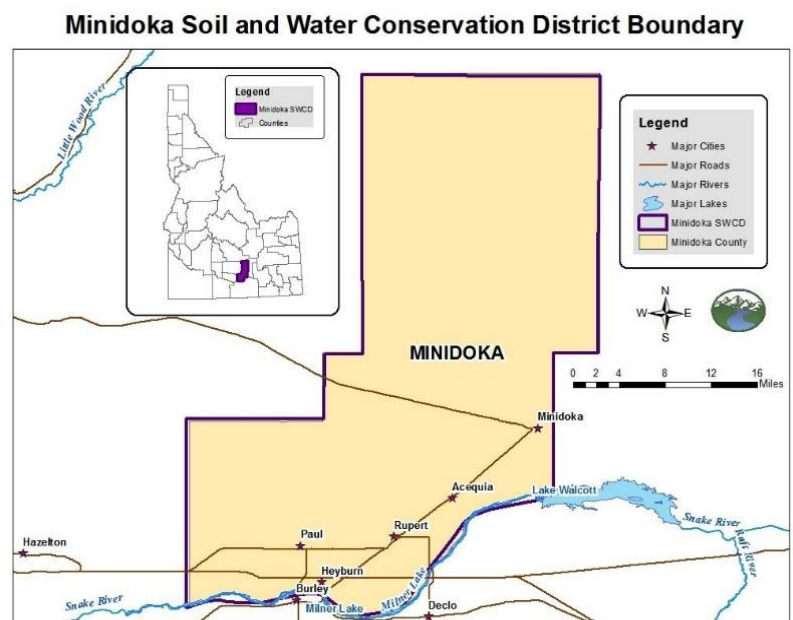 Minidoka Soil and Water Conservation District Boundary
Little Wood River
Legend
Minidoka SWCD
Counties
Legend
Major Cities
Major Roads
Major Rivers
Major Lakes
Minidoka SWCD
Minidoka County
N
W E
S
MINIDOKA
0 2 4 8 12 16
Miles
Minidoka
Acequia
Lake Walcott
Snake River
Raft River
Hazelton
Paul
Rupert
Heyburn
Burley
Milner Lake
Milner Lake
Declo
Snake River